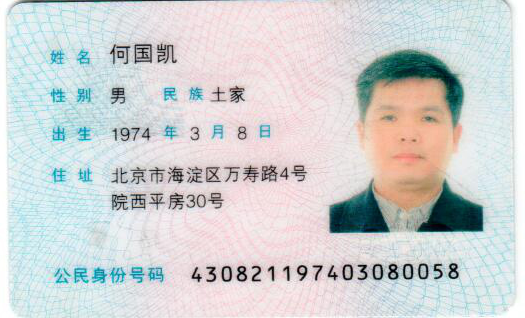 姓名 何国凯
性别 男 民族 土家
出生 1974 年 3 月 8 日
住址 北京市海淀区万寿路4号
院西平房30号
公民身份号码 430821197403080058